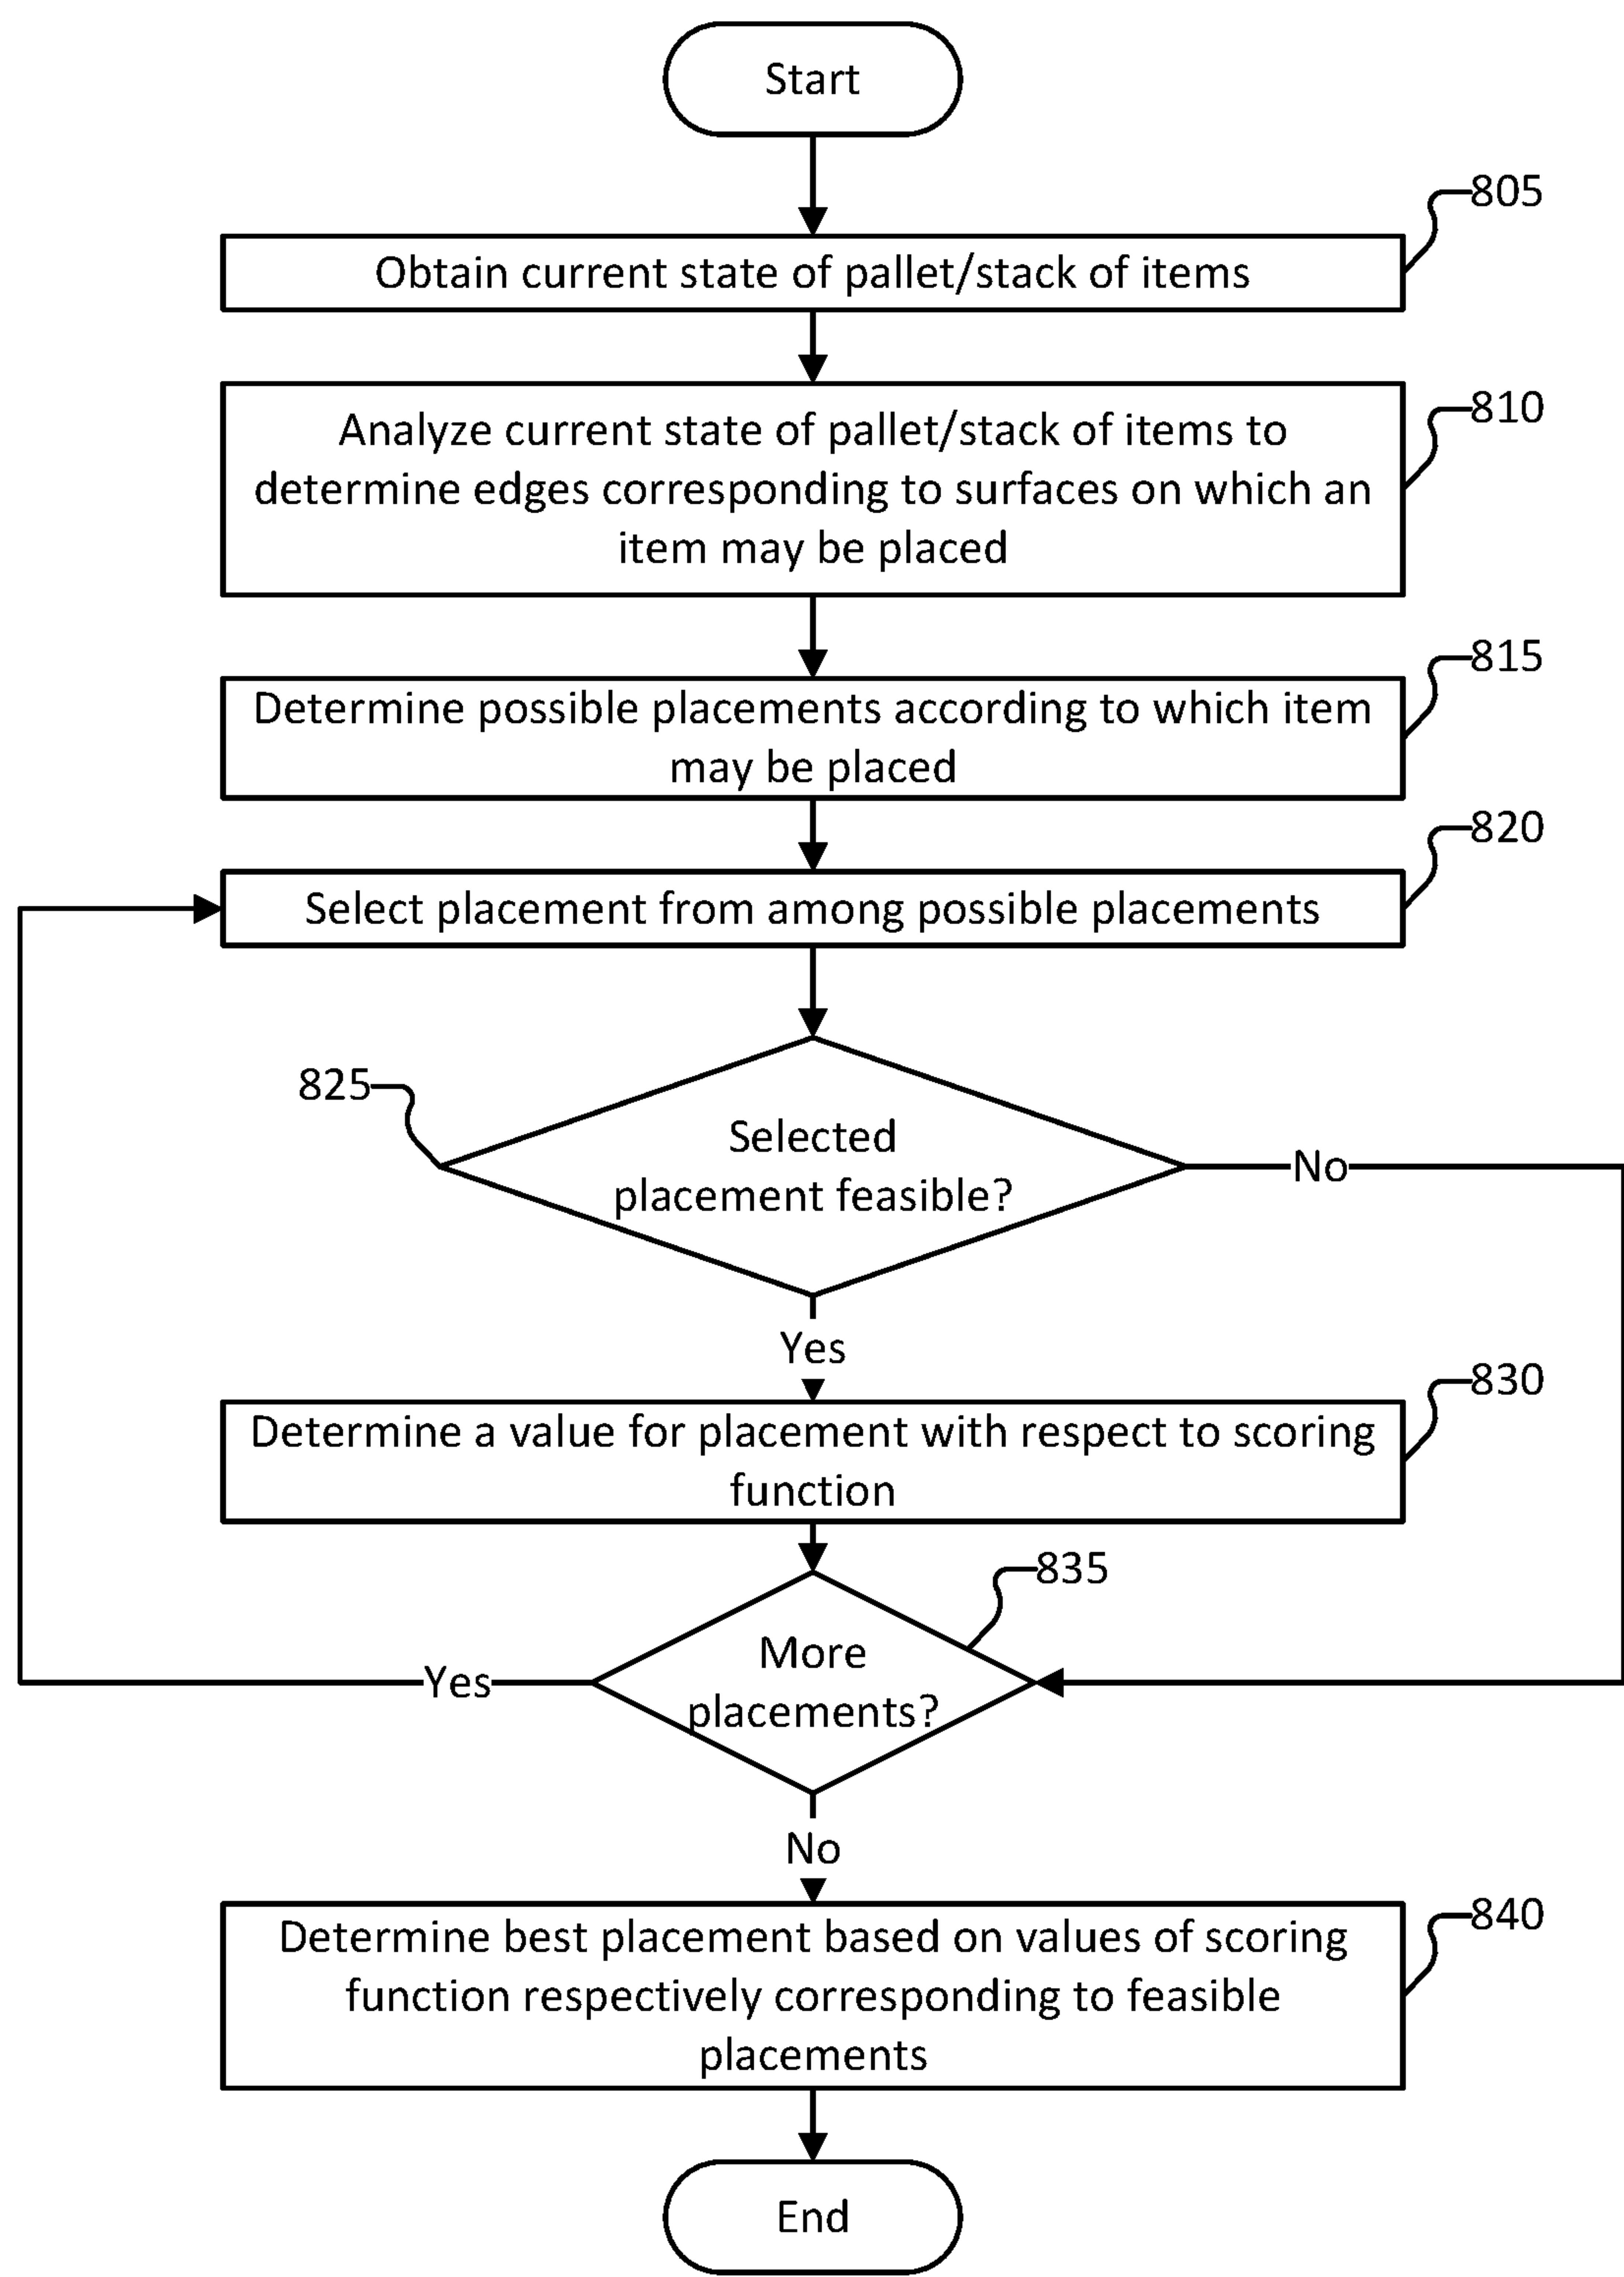 Start
805
Obtain current state of pallet/stack of items
810
Analyze current state of pallet/stack of items to
determine edges corresponding to surfaces on which an
item may be placed
815
Determine possible placements according to which item
may be placed
820
Select placement from among possible placements
825
Selected
placement feasible?
No
Yes
830
Determine a value for placement with respect to scoring
function
835
More
placements?
Yes
No
840
Determine best placement based on values of scoring
function respectively corresponding to feasible
placements
End